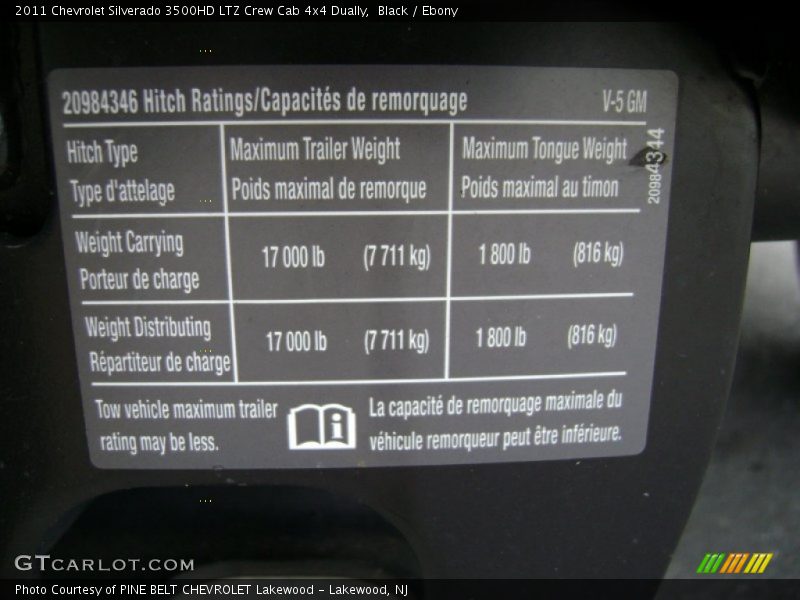 2011 Chevrolet Silverado 3500HD LTZ Crew Cab 4x4 Dually,  Black / Ebony
20984346 Hitch Ratings/Capacités de remorquage V-5 GM
Hitch Type Maximum Trailer Weight Maximum Tongue Weight
Type d'attelage Poids maximal de remorque Poids maximal au timon
20984344
Weight Carrying 17 000 lb (7 711 kg) 1 800 lb (816 kg)
Porteur de charge
Weight Distributing 17 000 lb (7 711 kg) 1 800 lb (816 kg)
Répartiteur de charge
Tow vehicle maximum trailer
rating may be less.
i
La capacité de remorquage maximale du
véhicule remorqueur peut être inférieure.
GTCARLOT.COM
Photo Courtesy of PINE BELT CHEVROLET Lakewood - Lakewood, NJ